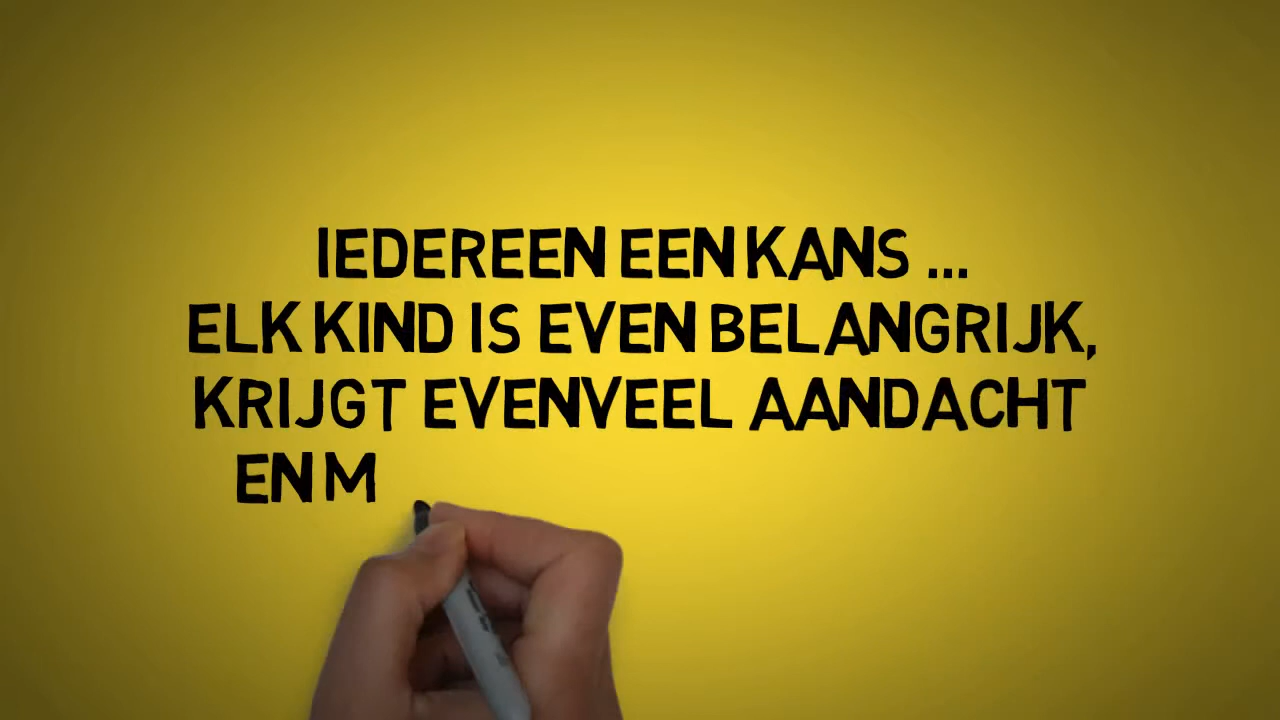 IEDEREEN EEN KANS ...
ELK KIND IS EVEN BELANGRIJK,
KRIJGT EVENVEEL AANDACHT
EN M